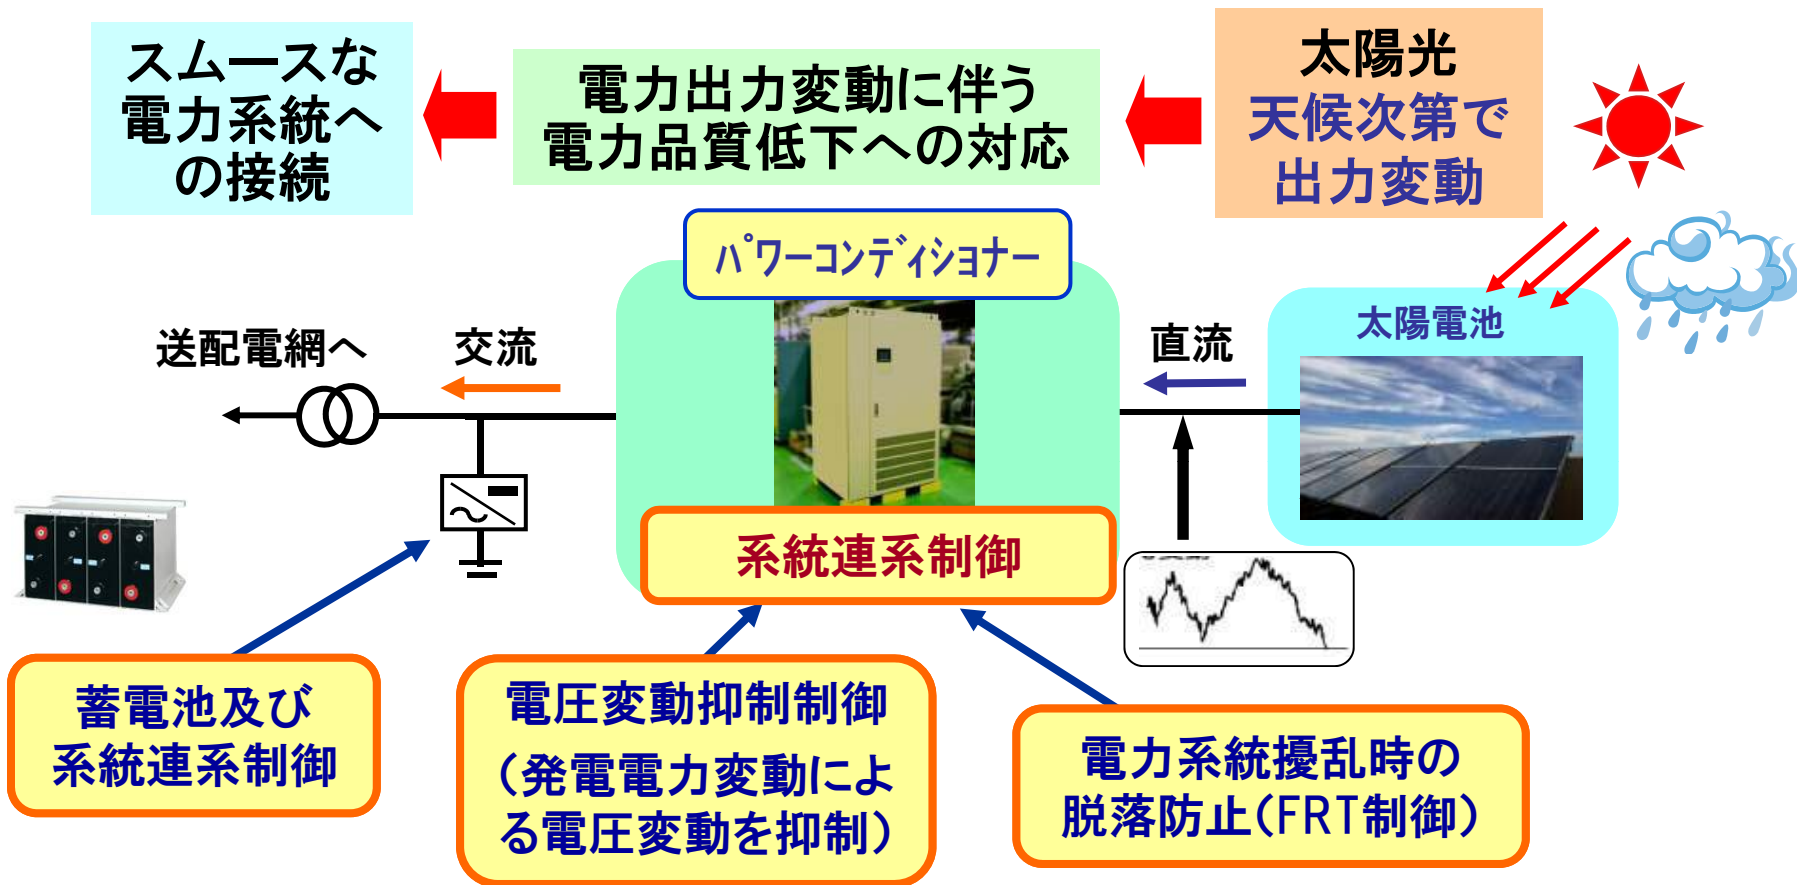 スムースな
電力系統へ
の接続
電力出力変動に伴う
電力品質低下への対応
太陽光
天候次第で
出力変動
ﾊﾟﾜｰｺﾝﾃﾞｨｼｮﾅｰ
送配電網へ
交流
直流
太陽電池
系統連系制御
蓄電池及び
系統連系制御
電圧変動抑制制御
（発電電力変動によ
る電圧変動を抑制）
電力系統擾乱時の
脱落防止（FRT制御）